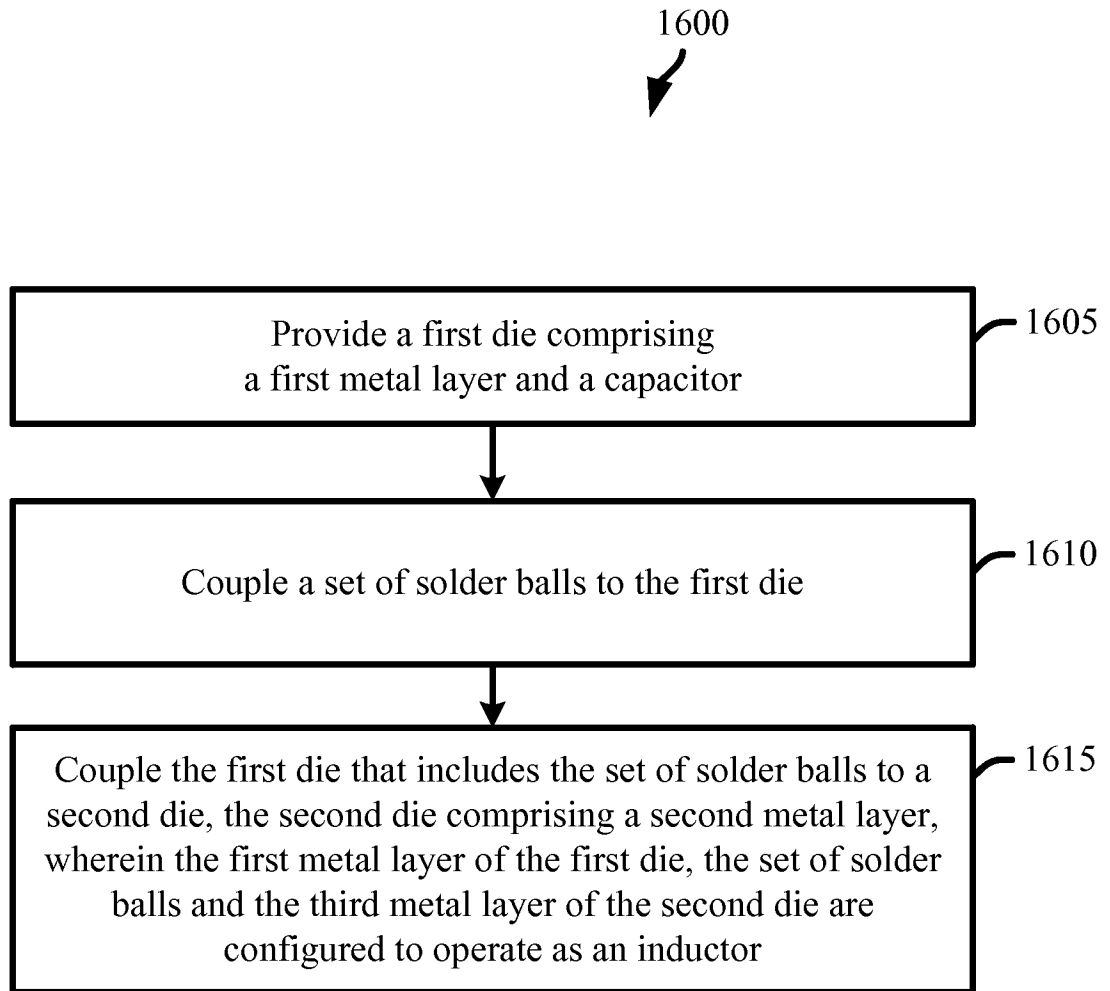 1600
Provide a first die comprising
a first metal layer and a capacitor
1605
Couple a set of solder balls to the first die
1610
Couple the first die that includes the set of solder balls to a
second die, the second die comprising a second metal layer,
wherein the first metal layer of the first die, the set of solder
balls and the third metal layer of the second die are
configured to operate as an inductor
1615